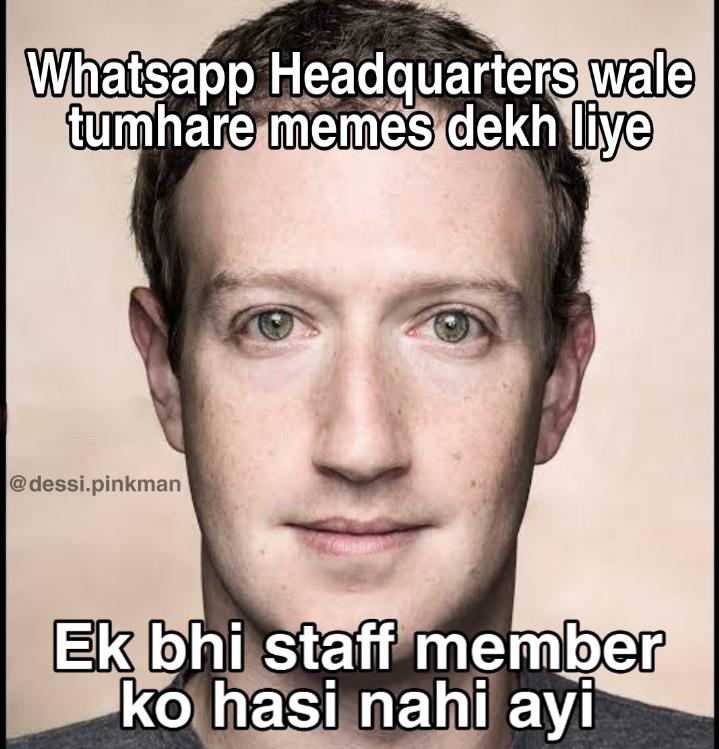 Whatsapp Headquarters wale
tumhare memes dekh liye
@dessi.pinkman
Ek bhi staff member
ko hasi nahi ayi